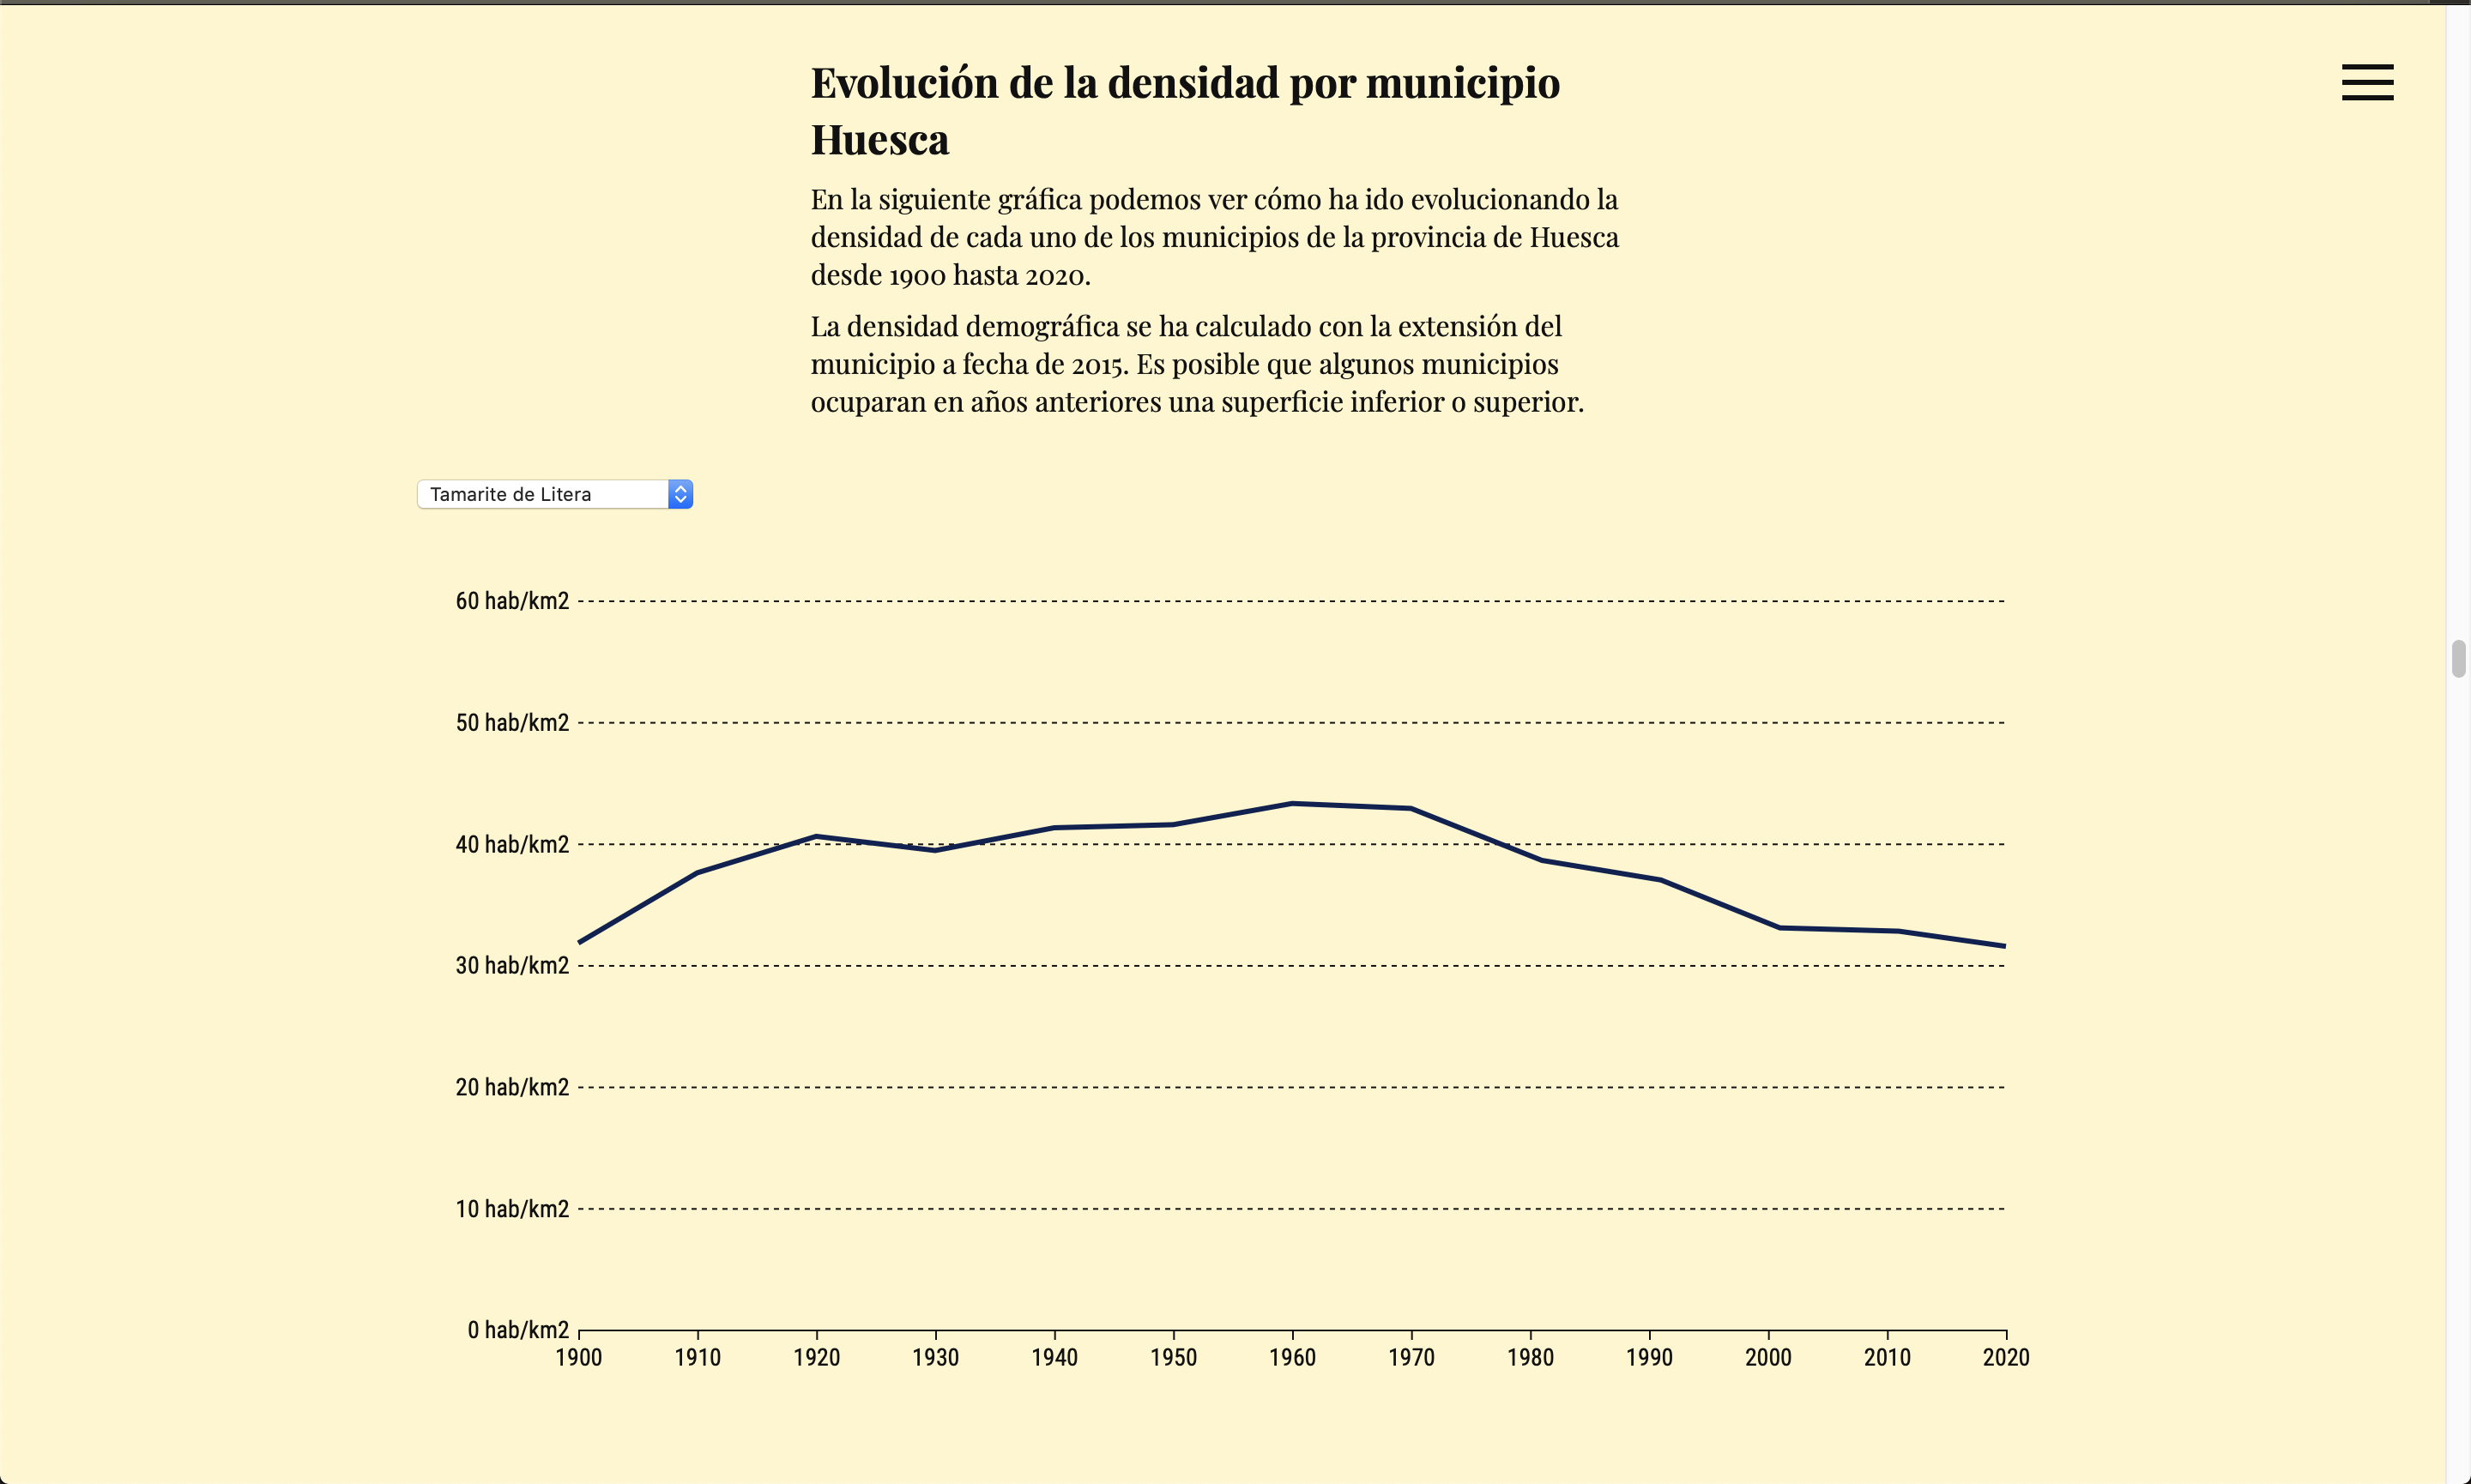 Evolución de la densidad por municipio
Huesca
En la siguiente gráfica podemos ver cómo ha ido evolucionando la
densidad de cada uno de los municipios de la provincia de Huesca
desde 1900 hasta 2020.
La densidad demográfica se ha calculado con la extensión del
municipio a fecha de 2015. Es posible que algunos municipios
ocuparan en años anteriores una superficie inferior o superior.
Tamarite de Litera
60 hab/km2
50 hab/km2
40 hab/km2
30 hab/km2
20 hab/km2
10 hab/km2
0 hab/km2
1900 1910 1920 1930 1940 1950 1960 1970 1980 1990 2000 2010 2020